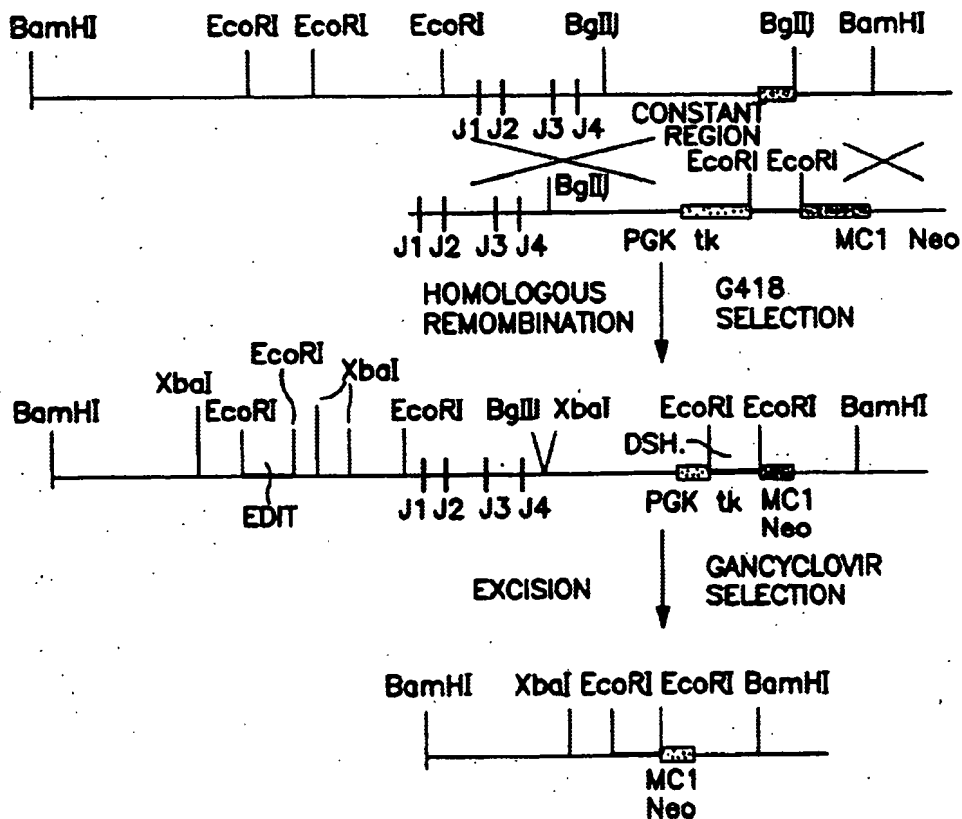 BamHI EcoRI EcoRI EcoRI BglII BglII BamHI
J1 J2 J3 J4 CONSTANT
REGION
EcoRI EcoRI
BglII
J1 J2 J3 J4 PGK tk MC1 Neo
HOMOLOGOUS
REMOMBINATION
G418
SELECTION
EcoRI
XbaI XbaI
BamHI EcoRI EcoRI BglII XbaI EcoRI EcoRI BamHI
DSH.
EDIT
J1 J2 J3 J4 PGK tk MC1
Neo
EXCISION
GANCYCLOVIR
SELECTION
BamHI XbaI EcoRI EcoRI BamHI
MC1
Neo